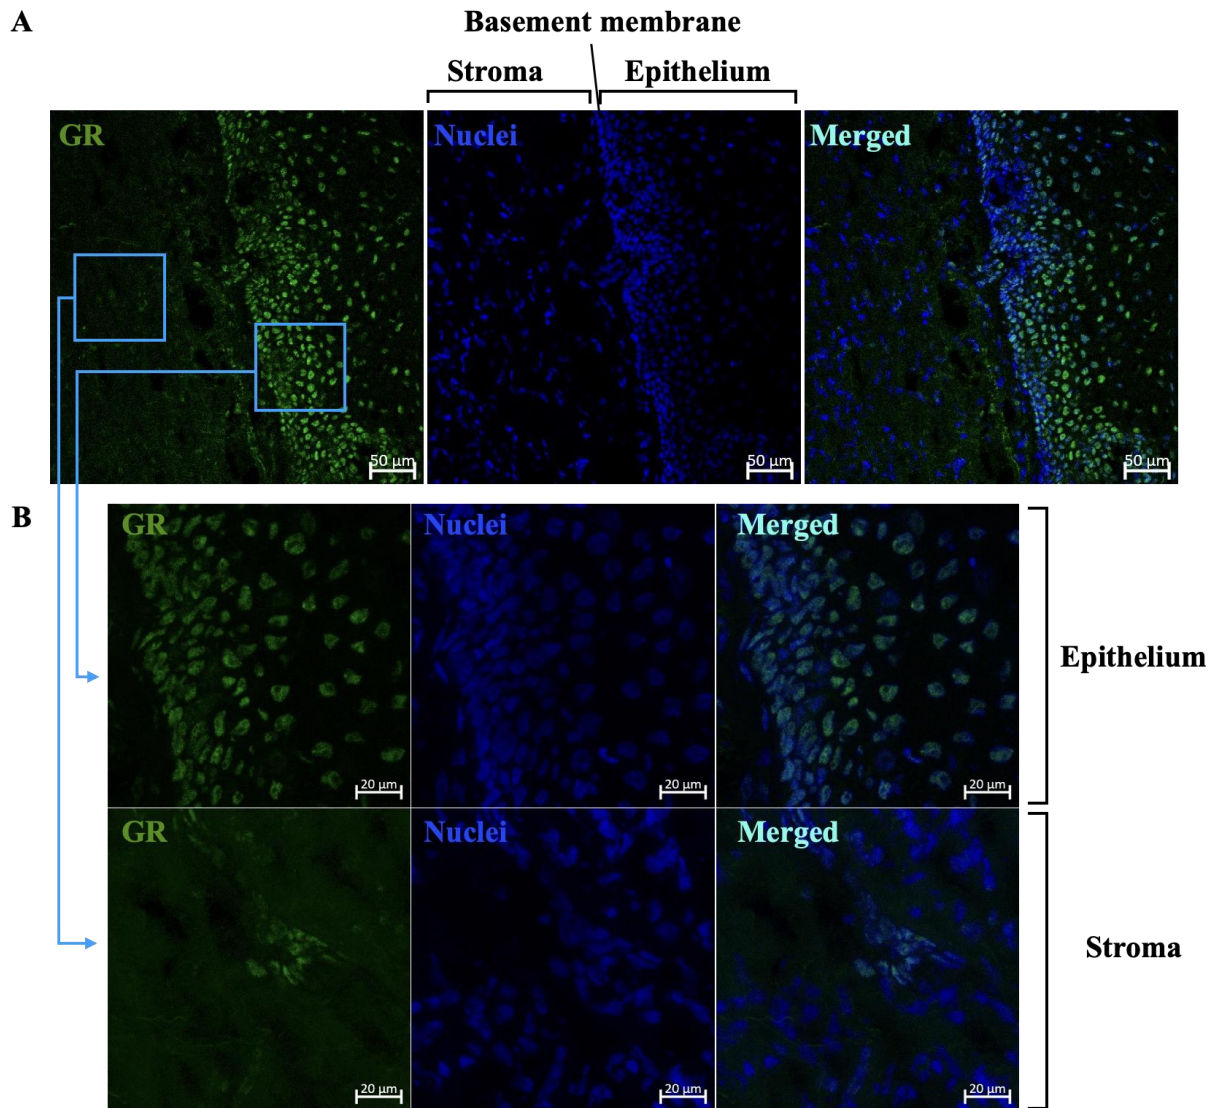 A
Basement membrane
Stroma
Epithelium
GR
Nuclei
Merged
50 µm
50 µm
50 µm
B
GR
Nuclei
Merged
20 µm
20 µm
20 µm
Epithelium
GR
Nuclei
Merged
20 µm
20 µm
20 µm
Stroma